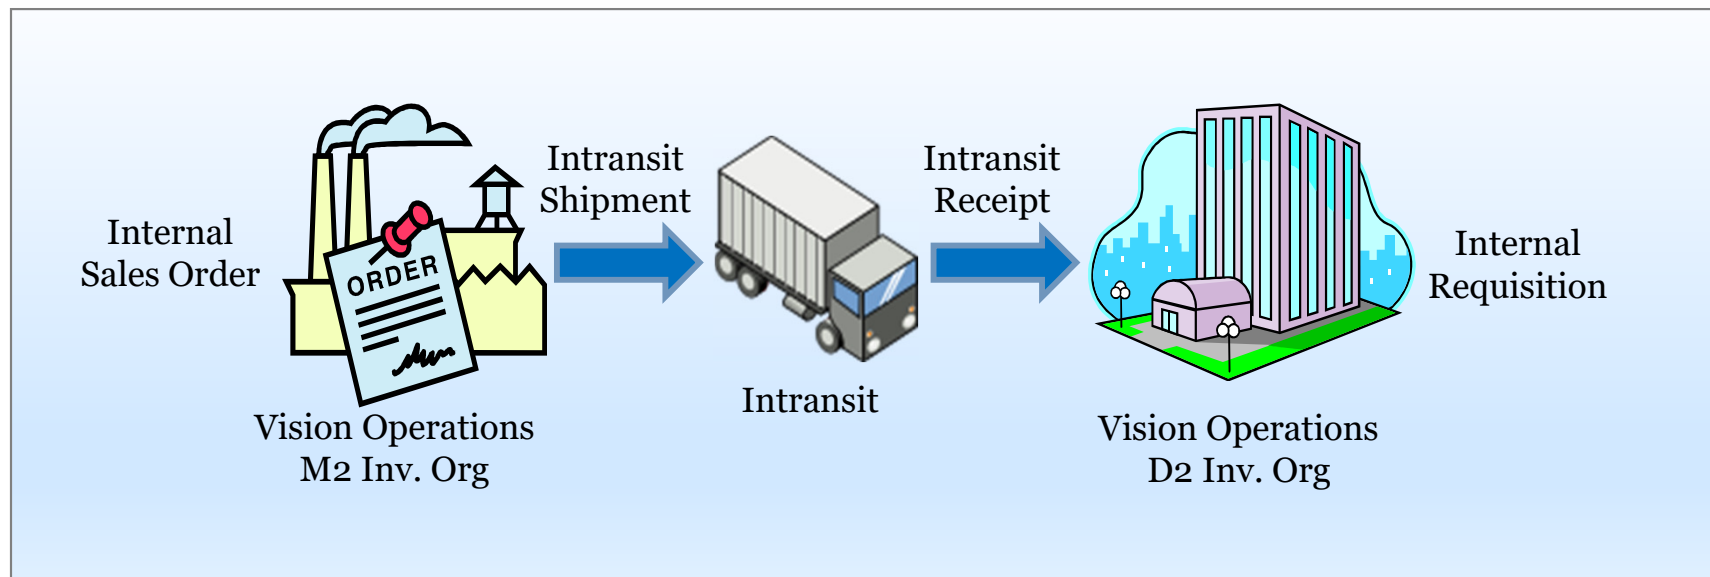 Internal
Sales Order
ORDER
Vision Operations
M2 Inv. Org
Intransit
Shipment
Intransit
Intransit
Receipt
Vision Operations
D2 Inv. Org
Internal
Requisition